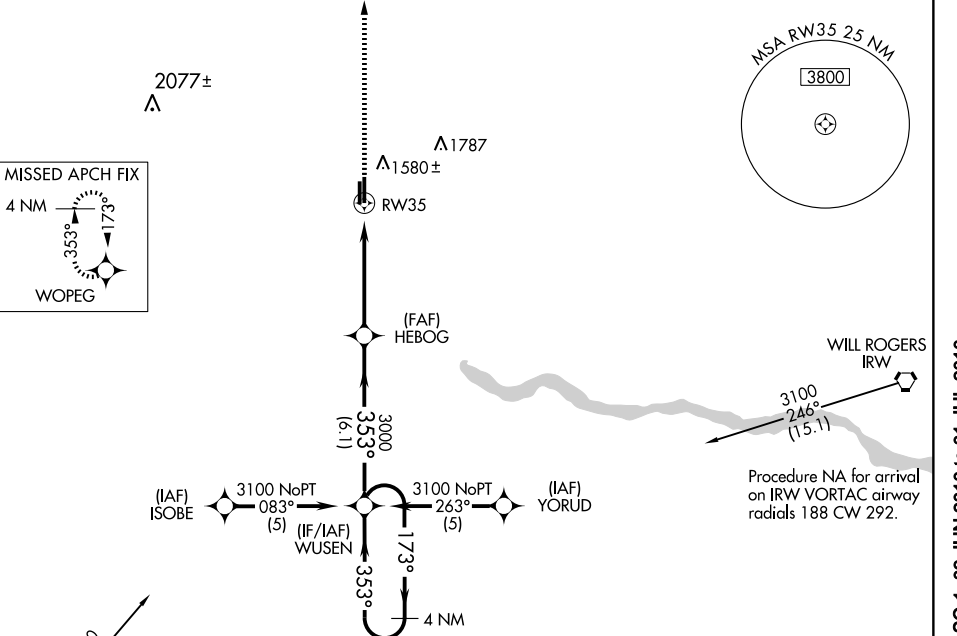 MSA RW35 25 NM
3800
2077±
1787
1580±
RW35
MISSED APCH FIX
4 NM
353°
173°
WOPEG
(FAF)
HEBOG
WILL ROGERS
IRW
3100
246°
(15.1)
3000
353°
(6.1)
Procedure NA for arrival
on IRW VORTAC airway
radials 188 CW 292.
(IAF)
ISOBE
3100 NoPT
083°
(5)
(IF/IAF)
WUSEN
3100 NoPT
263°
(5)
(IAF)
YORUD
353°
173°
4 NM